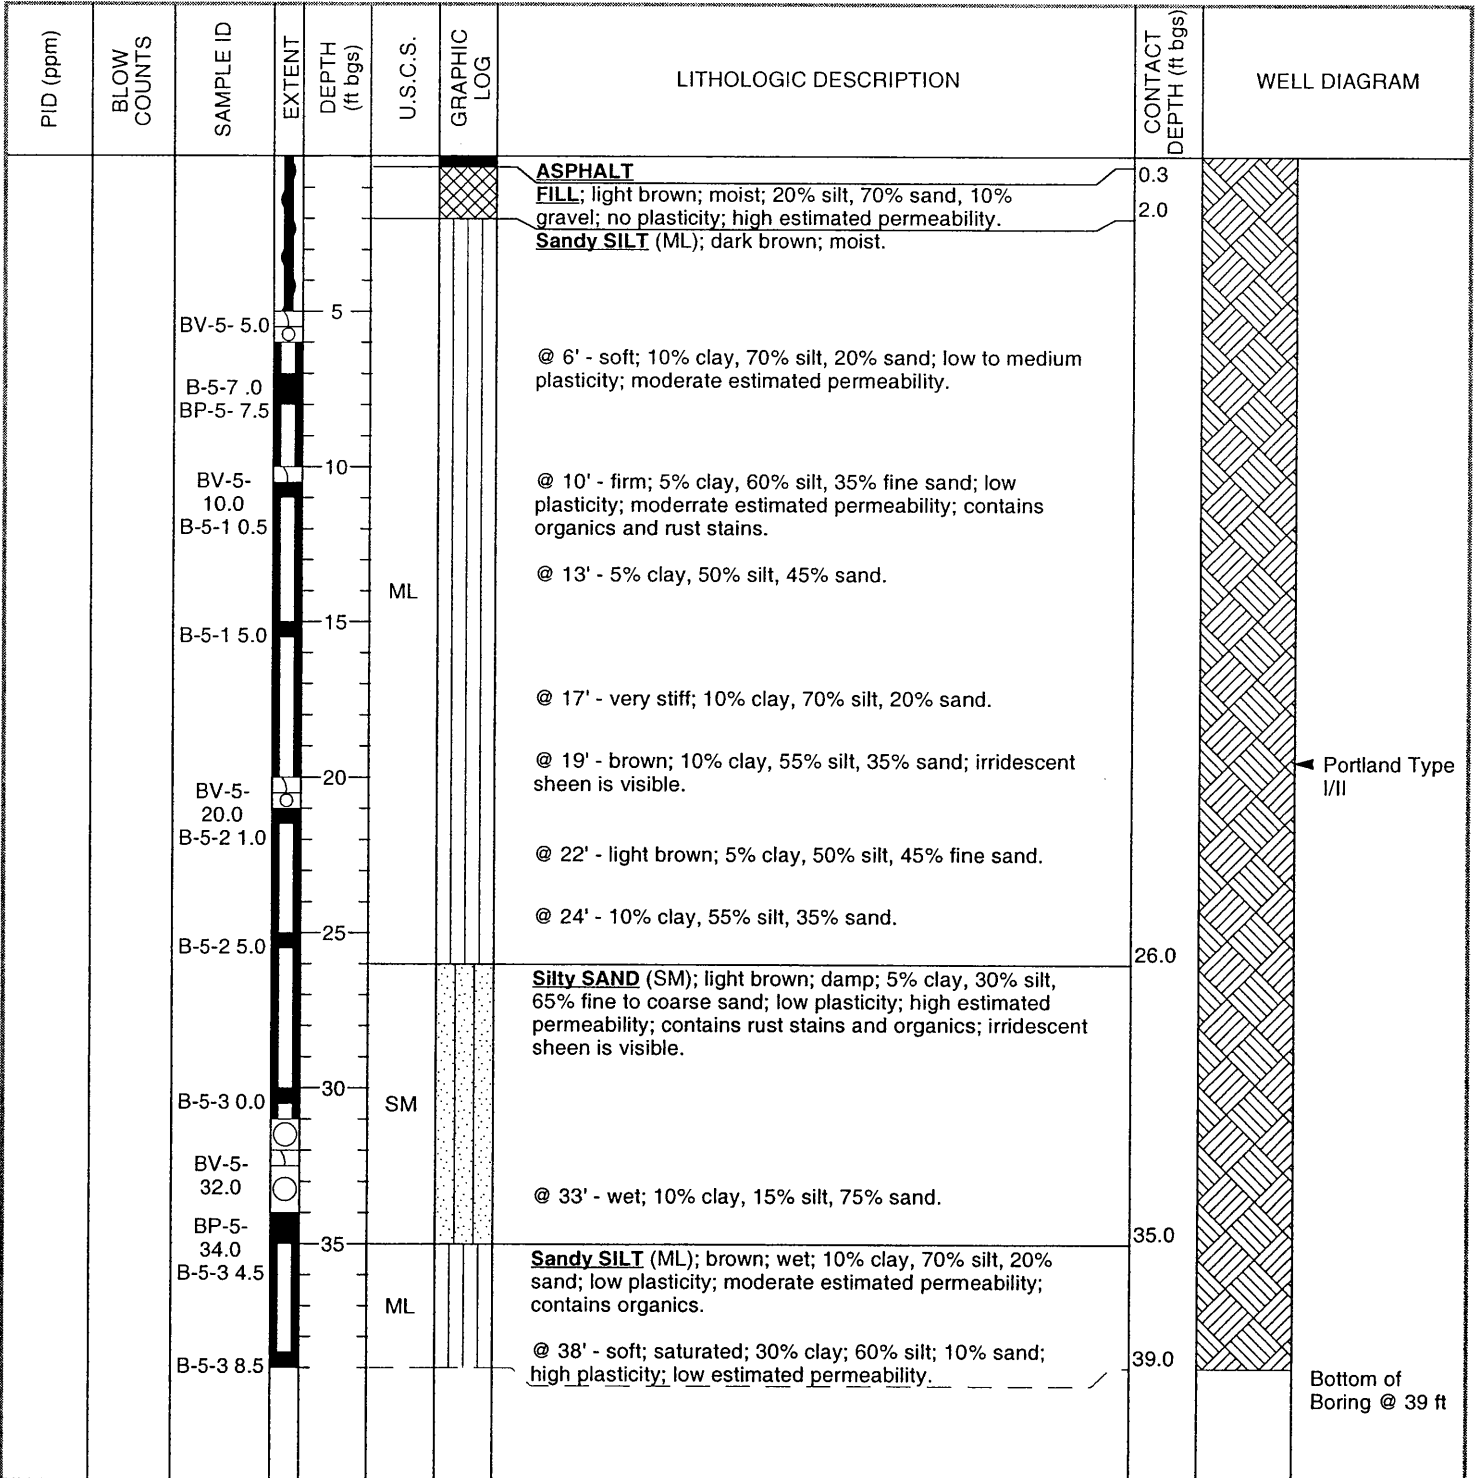 PID (ppm)
BLOW
COUNTS
SAMPLE ID
EXTENT
DEPTH
(ft bgs)
U.S.C.S.
GRAPHIC
LOG
LITHOLOGIC DESCRIPTION
CONTACT
DEPTH (ft bgs)
WELL DIAGRAM
ASPHALT
0.3
FILL; light brown; moist; 20% silt, 70% sand, 10%
gravel; no plasticity; high estimated permeability.
2.0
Sandy SILT (ML); dark brown; moist.
5
BV-5- 5.0
@ 6' - soft; 10% clay, 70% silt, 20% sand; low to medium
plasticity; moderate estimated permeability.
B-5-7 .0
BP-5- 7.5
10
BV-5-
10.0
B-5-1 0.5
@ 10' - firm; 5% clay, 60% silt, 35% fine sand; low
plasticity; moderrate estimated permeability; contains
organics and rust stains.
@ 13' - 5% clay, 50% silt, 45% sand.
ML
15
B-5-1 5.0
@ 17' - very stiff; 10% clay, 70% silt, 20% sand.
@ 19' - brown; 10% clay, 55% silt, 35% sand; irridescent
sheen is visible.
Portland Type
I/II
20
BV-5-
20.0
B-5-2 1.0
@ 22' - light brown; 5% clay, 50% silt, 45% fine sand.
@ 24' - 10% clay, 55% silt, 35% sand.
25
B-5-2 5.0
26.0
Silty SAND (SM); light brown; damp; 5% clay, 30% silt,
65% fine to coarse sand; low plasticity; high estimated
permeability; contains rust stains and organics; irridescent
sheen is visible.
30
B-5-3 0.0
SM
BV-5-
32.0
@ 33' - wet; 10% clay, 15% silt, 75% sand.
BP-5-
34.0
B-5-3 4.5
35
35.0
Sandy SILT (ML); brown; wet; 10% clay, 70% silt, 20%
sand; low plasticity; moderate estimated permeability;
contains organics.
ML
@ 38' - soft; saturated; 30% clay; 60% silt; 10% sand;
high plasticity; low estimated permeability.
B-5-3 8.5
39.0
Bottom of
Boring @ 39 ft